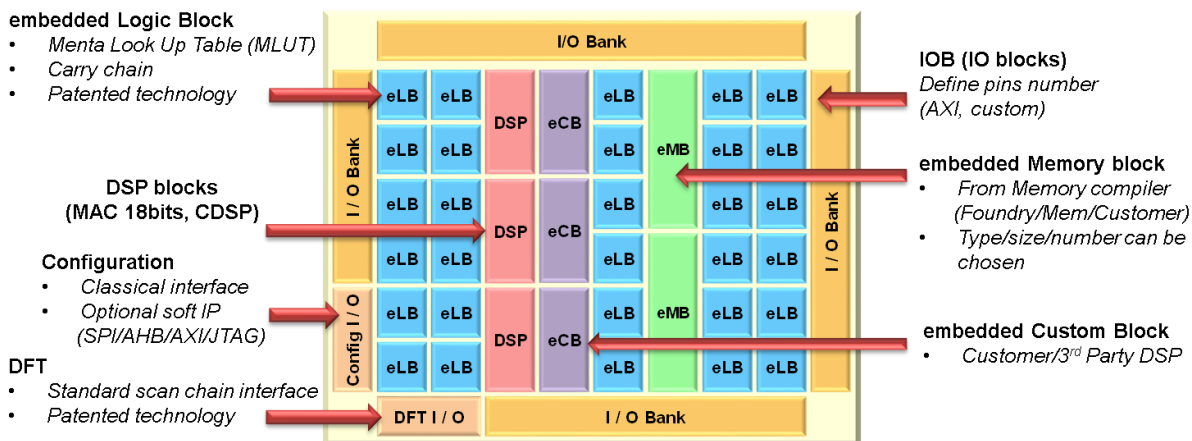 embedded Logic Block
• Menta Look Up Table (MLUT)
• Carry chain
• Patented technology
DSP blocks
(MAC 18bits, CDSP)
Configuration
• Classical interface
• Optional soft IP
(SPI/AHB/AXI/JTAG)
DFT
• Standard scan chain interface
• Patented technology
I/O Bank
I / O Bank
Config I / O
eLB eLB DSP eCB eLB eMB eLB eLB
eLB eLB eLB eLB eLB
eLB eLB DSP eCB eLB eLB eLB
eLB eLB eLB eLB eLB
eLB eLB DSP eCB eLB eMB eLB eLB
eLB eLB eLB eLB eLB
I / O Bank
DFT I / O
I / O Bank
IOB (IO blocks)
Define pins number
(AXI, custom)
embedded Memory block
• From Memory compiler
(Foundry/Mem/Customer)
• Type/size/number can be
chosen
embedded Custom Block
• Customer/3rd Party DSP